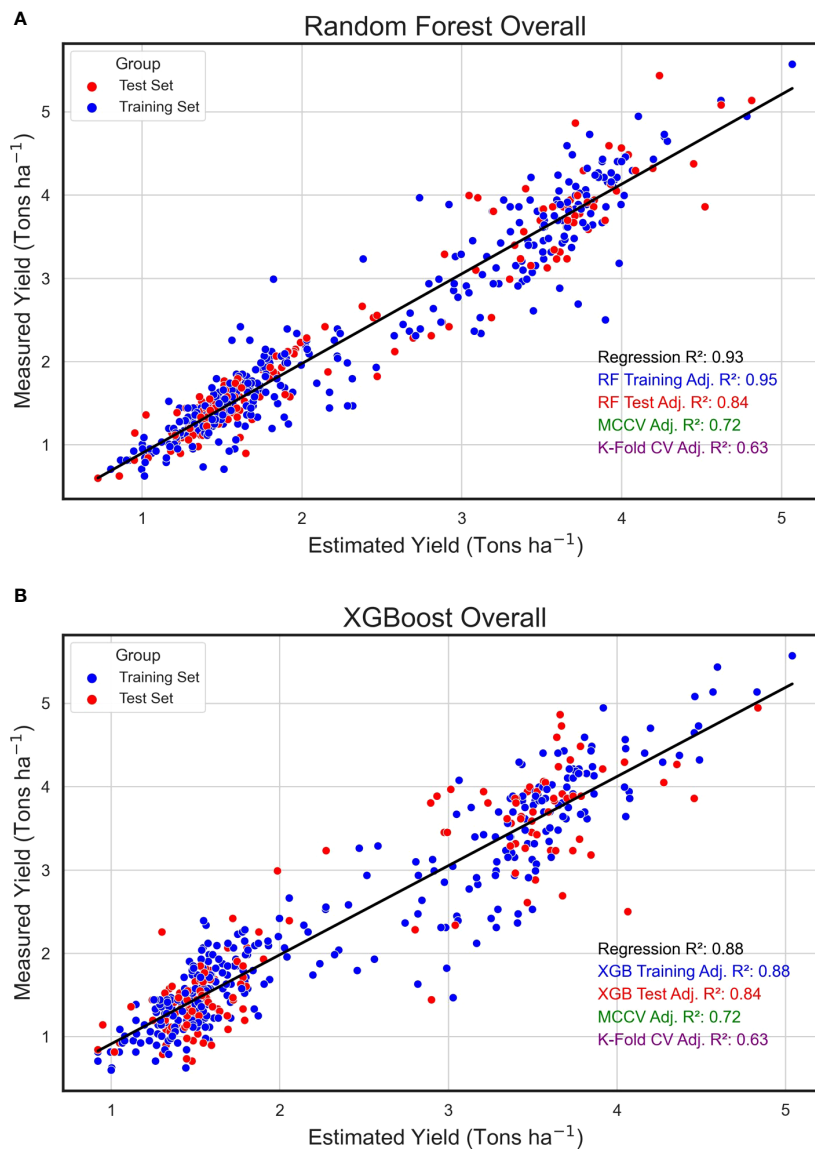 A
Random Forest Overall
Group
Test Set
Training Set
Measured Yield (Tons ha⁻¹)
5
4
3
2
1
Regression R²: 0.93
RF Training Adj. R²: 0.95
RF Test Adj. R²: 0.84
MCCV Adj. R²: 0.72
K-Fold CV Adj. R²: 0.63
1 2 3 4 5
Estimated Yield (Tons ha⁻¹)
B
XGBoost Overall
Group
Training Set
Test Set
Measured Yield (Tons ha⁻¹)
5
4
3
2
1
Regression R²: 0.88
XGB Training Adj. R²: 0.88
XGB Test Adj. R²: 0.84
MCCV Adj. R²: 0.72
K-Fold CV Adj. R²: 0.63
1 2 3 4 5
Estimated Yield (Tons ha⁻¹)